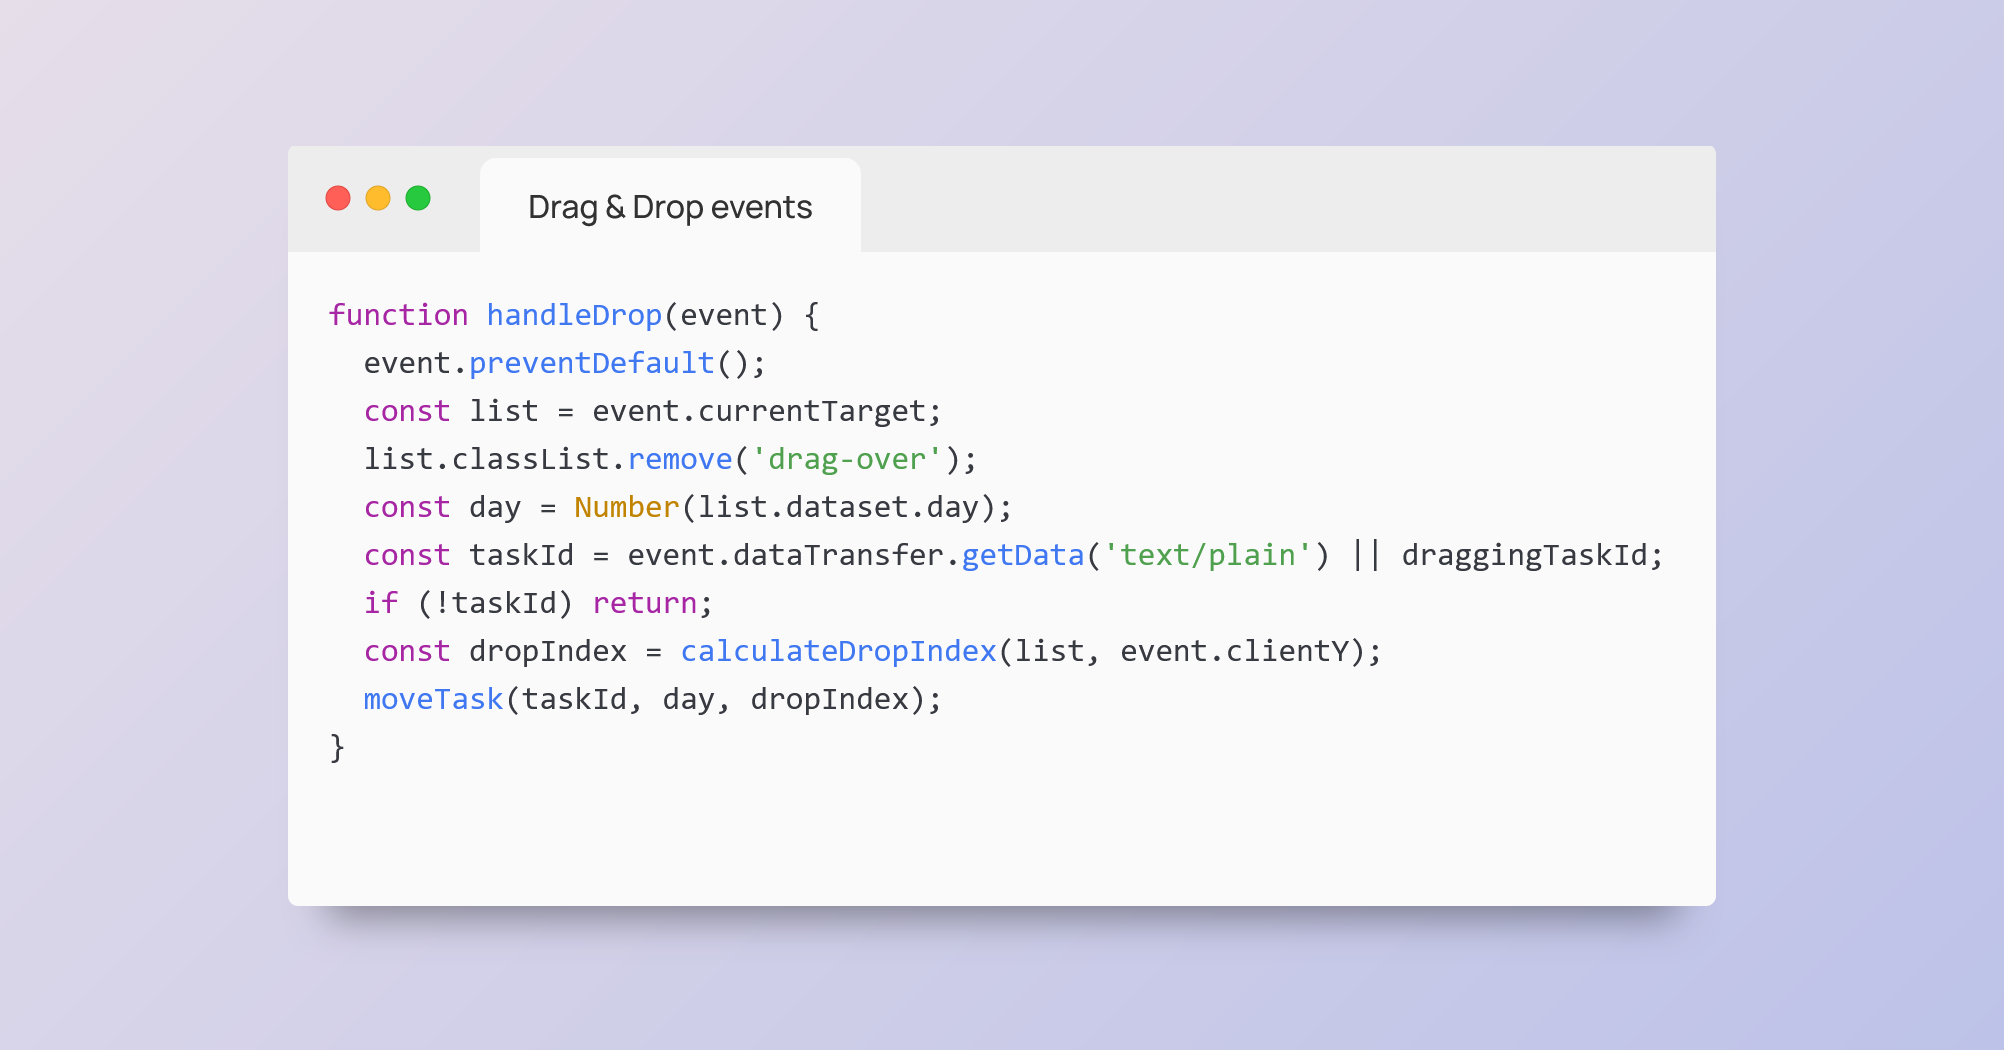 Drag & Drop events
function handleDrop(event) {
  event.preventDefault();
  const list = event.currentTarget;
  list.classList.remove('drag-over');
  const day = Number(list.dataset.day);
  const taskId = event.dataTransfer.getData('text/plain') || draggingTaskId;
  if (!taskId) return;
  const dropIndex = calculateDropIndex(list, event.clientY);
  moveTask(taskId, day, dropIndex);
}